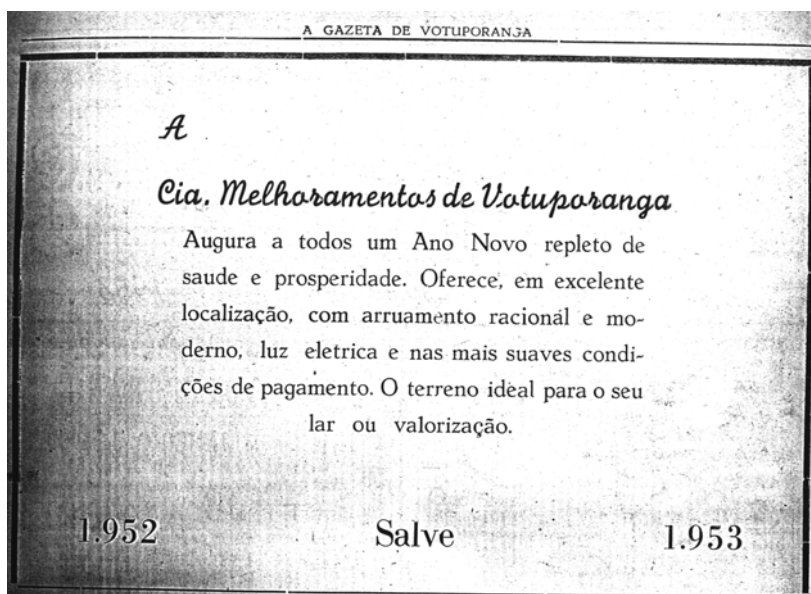 A GAZETA DE VOTUPORANGA
A
Cia. Melhoramentos de Votuporanga
Augura a todos um Ano Novo repleto de
saude e prosperidade. Oferece, em excelente
localização, com arruamento racional e mo-
derno, luz eletrica e nas mais suaves condi-
ções de pagamento. O terreno ideal para o seu
lar ou valorização.
1.952 Salve 1.953